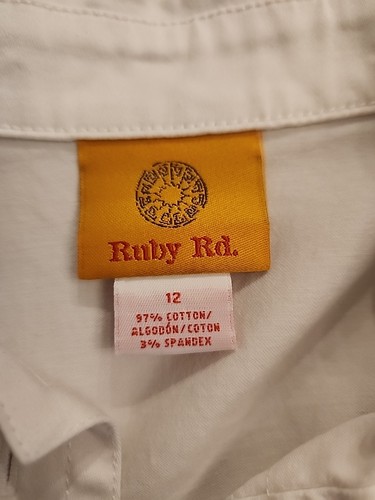 Ruby Rd.
12
97% COTTON/
ALGODÓN/COTON
3% SPANDEX